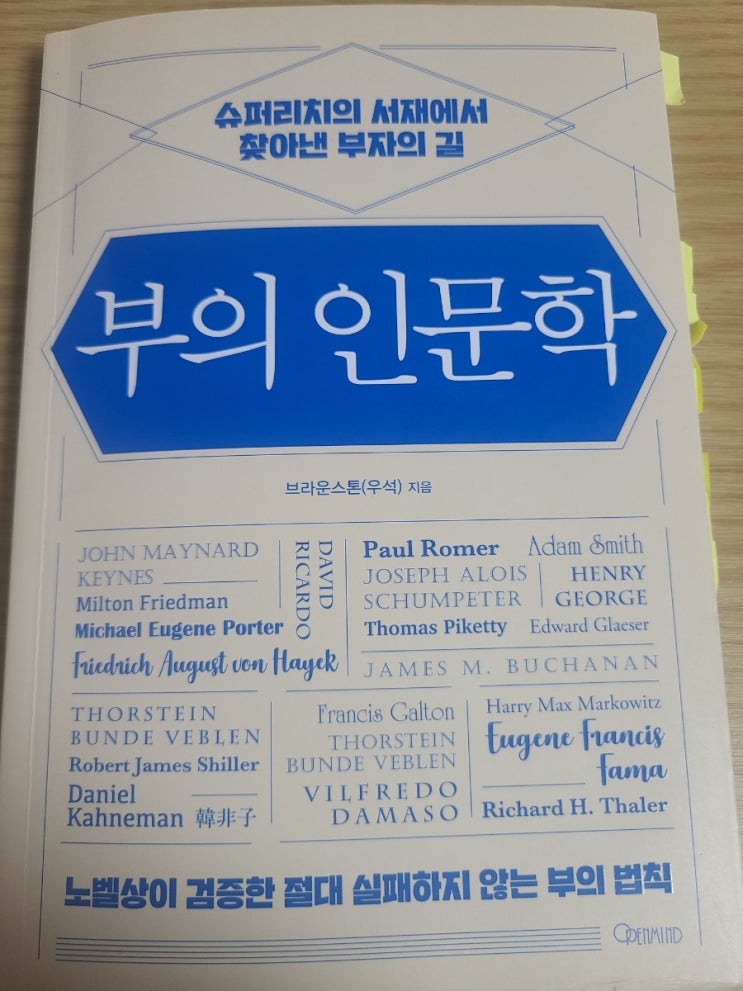 슈퍼리치의 서재에서
찾아낸 부자의 길
부의 인문학
브라운스톤(우석) 지음
JOHN MAYNARD
KEYNES
Milton Friedman
Michael Eugene Porter
Friedrich August von Hayek
DAVID
RICARDO
Paul Romer
Adam Smith
JOSEPH ALOIS
SCHUMPETER
HENRY
GEORGE
Thomas Piketty
Edward Glaeser
JAMES M. BUCHANAN
THORSTEIN
BUNDE VEBLEN
Robert James Shiller
Daniel
Kahneman
韓非子
Francis Galton
THORSTEIN
BUNDE VEBLEN
VILFREDO
DAMASO
Harry Max Markowitz
Eugene Francis
Fama
Richard H. Thaler
노벨상이 검증한 절대 실패하지 않는 부의 법칙
OPENMIND